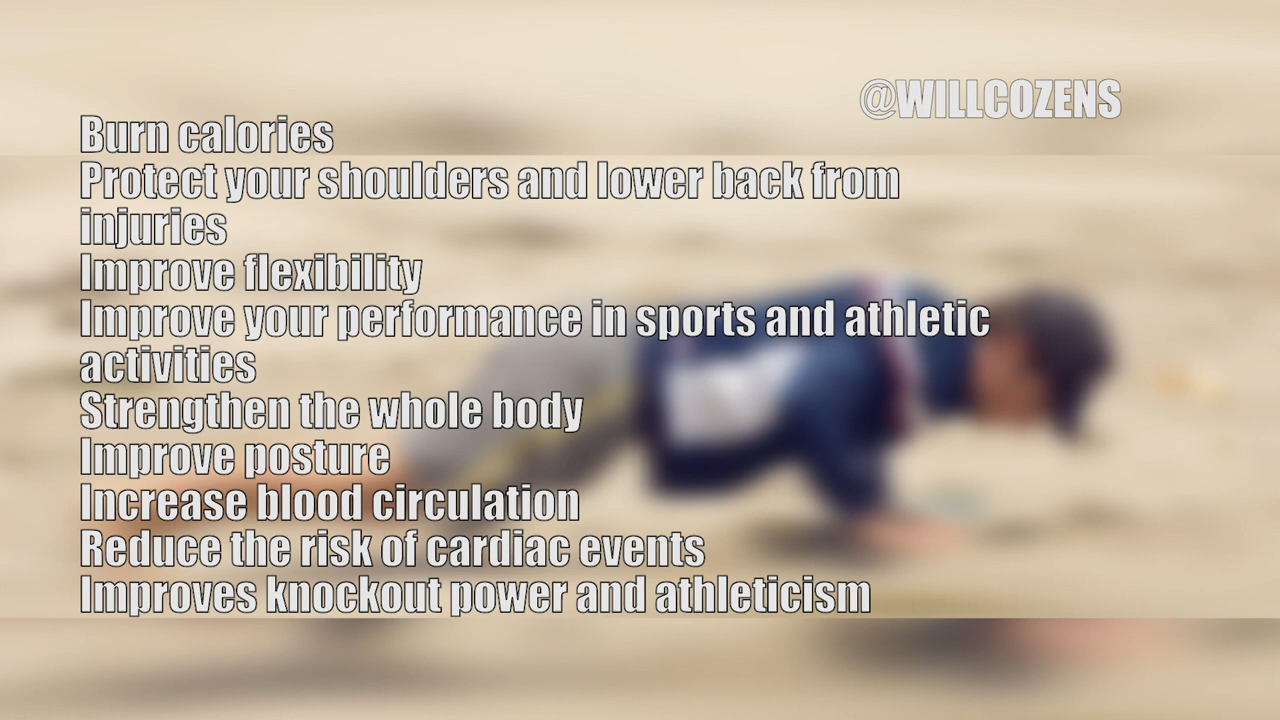 @WILLCOZENS
Burn calories
Protect your shoulders and lower back from
injuries
Improve flexibility
Improve your performance in sports and athletic
activities
Strengthen the whole body
Improve posture
Increase blood circulation
Reduce the risk of cardiac events
Improves knockout power and athleticism